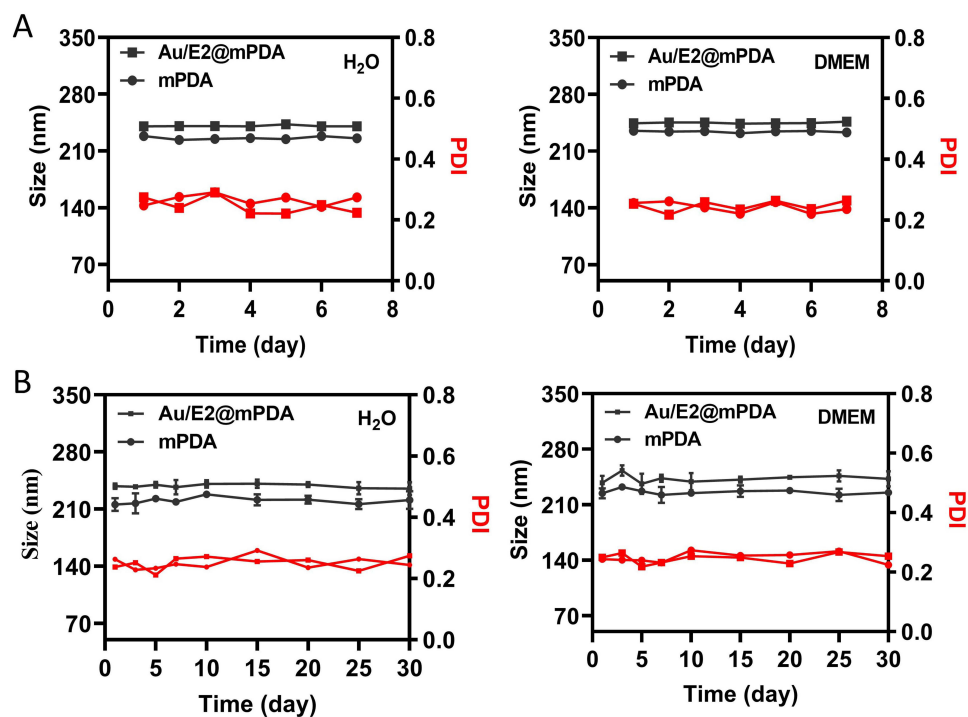 A
350
280
210
140
70
Size (nm)
Au/E2@mPDA
mPDA
H₂O
0.8
0.6
0.4
0.2
0.0
PDI
0 2 4 6 8
Time (day)
350
280
210
140
70
Size (nm)
Au/E2@mPDA
mPDA
DMEM
0.8
0.6
0.4
0.2
0.0
PDI
0 2 4 6 8
Time (day)
B
350
280
210
140
70
Size (nm)
Au/E2@mPDA
mPDA
H₂O
0.8
0.6
0.4
0.2
0.0
PDI
0 5 10 15 20 25 30
Time (day)
350
280
210
140
70
Size (nm)
Au/E2@mPDA
mPDA
DMEM
0.8
0.6
0.4
0.2
0.0
PDI
0 5 10 15 20 25 30
Time (day)